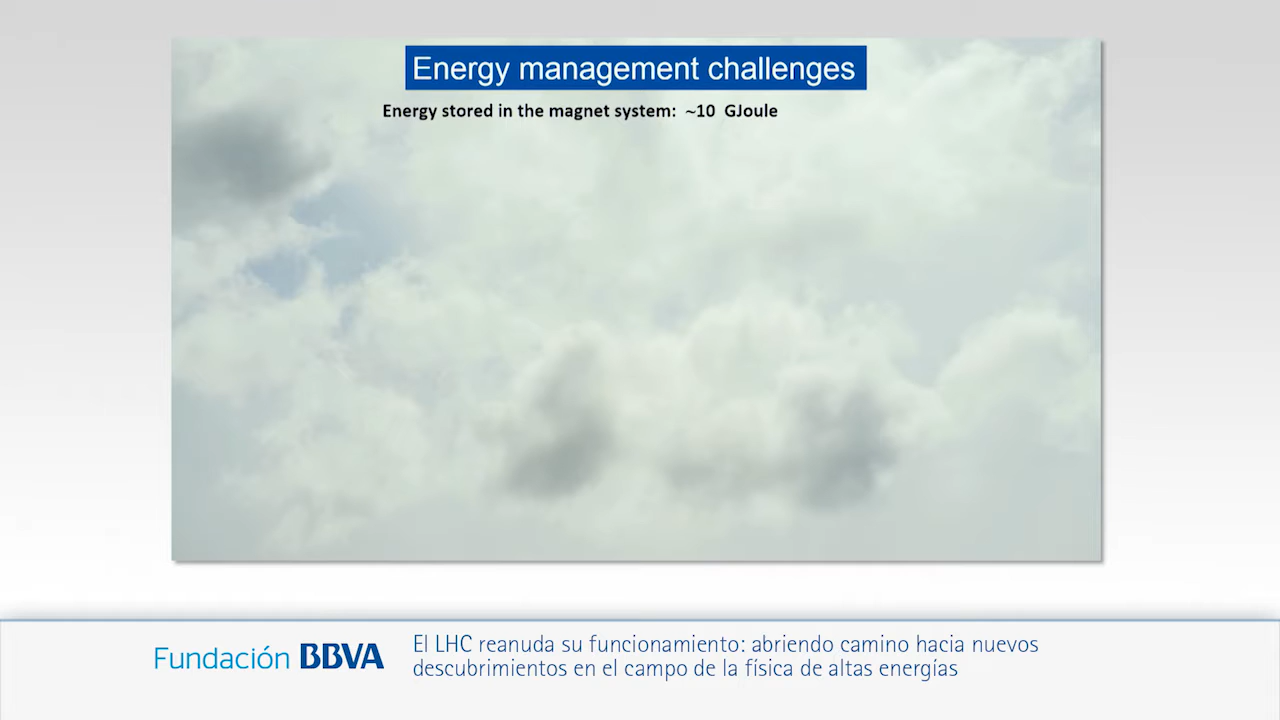 Energy management challenges
Energy stored in the magnet system: ~10 GJoule
Fundación BBVA
El LHC reanuda su funcionamiento: abriendo camino hacia nuevos
descubrimientos en el campo de la física de altas energías